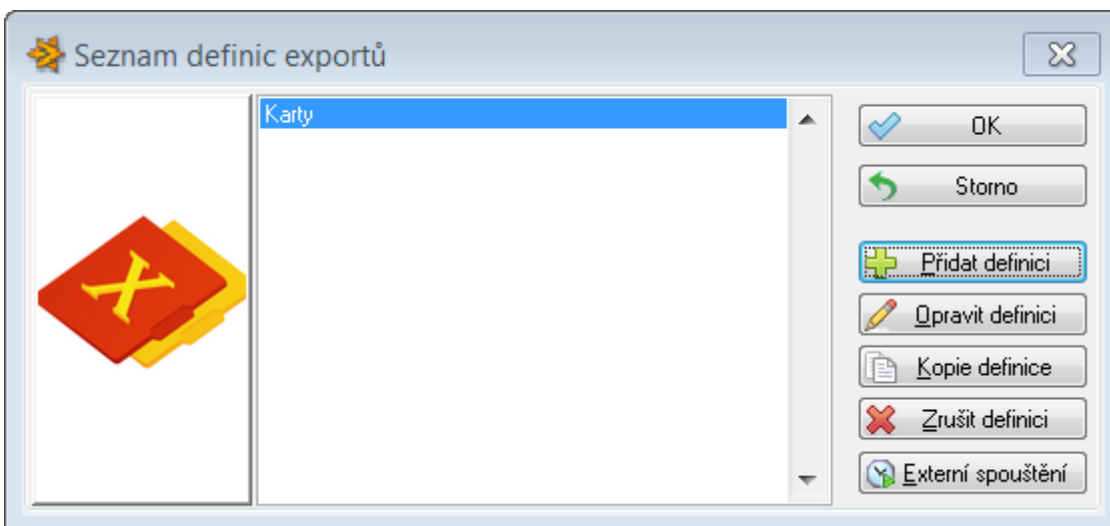 Seznam definic exportů
Karty
OK
Storno
Přidat definici
Opravit definici
Kopie definice
Zrušit definici
Externí spouštění
X